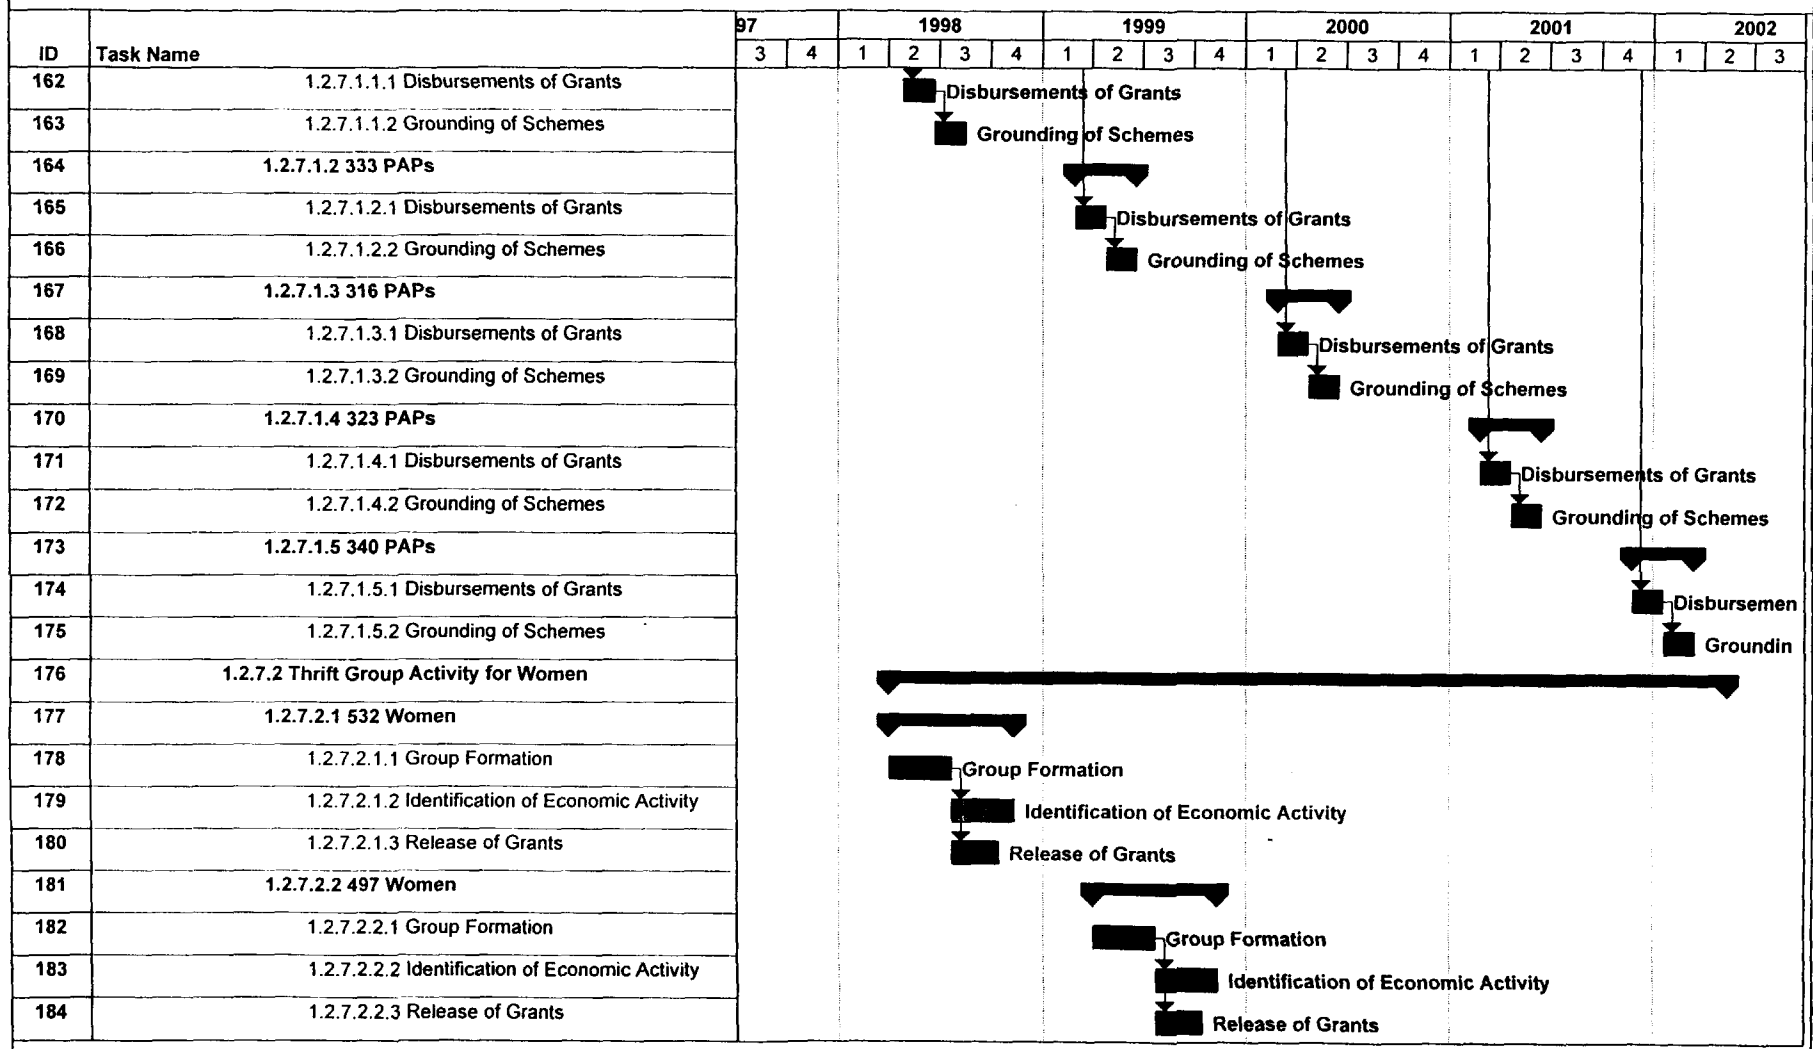 97 1998 1999 2000 2001 2002
ID Task Name 3 4 1 2 3 4 1 2 3 4 1 2 3 4 1 2 3 4 1 2 3
162 1.2.7.1.1.1 Disbursements of Grants Disbursements of Grants
163 1.2.7.1.1.2 Grounding of Schemes Grounding of Schemes
164 1.2.7.1.2 333 PAPs
165 1.2.7.1.2.1 Disbursements of Grants Disbursements of Grants
166 1.2.7.1.2.2 Grounding of Schemes Grounding of Schemes
167 1.2.7.1.3 316 PAPs
168 1.2.7.1.3.1 Disbursements of Grants Disbursements of Grants
169 1.2.7.1.3.2 Grounding of Schemes Grounding of Schemes
170 1.2.7.1.4 323 PAPs
171 1.2.7.1.4.1 Disbursements of Grants Disbursements of Grants
172 1.2.7.1.4.2 Grounding of Schemes Grounding of Schemes
173 1.2.7.1.5 340 PAPs
174 1.2.7.1.5.1 Disbursements of Grants Disbursemen
175 1.2.7.1.5.2 Grounding of Schemes Groundin
176 1.2.7.2 Thrift Group Activity for Women
177 1.2.7.2.1 532 Women
178 1.2.7.2.1.1 Group Formation Group Formation
179 1.2.7.2.1.2 Identification of Economic Activity Identification of Economic Activity
180 1.2.7.2.1.3 Release of Grants Release of Grants
181 1.2.7.2.2 497 Women
182 1.2.7.2.2.1 Group Formation Group Formation
183 1.2.7.2.2.2 Identification of Economic Activity Identification of Economic Activity
184 1.2.7.2.2.3 Release of Grants Release of Grants